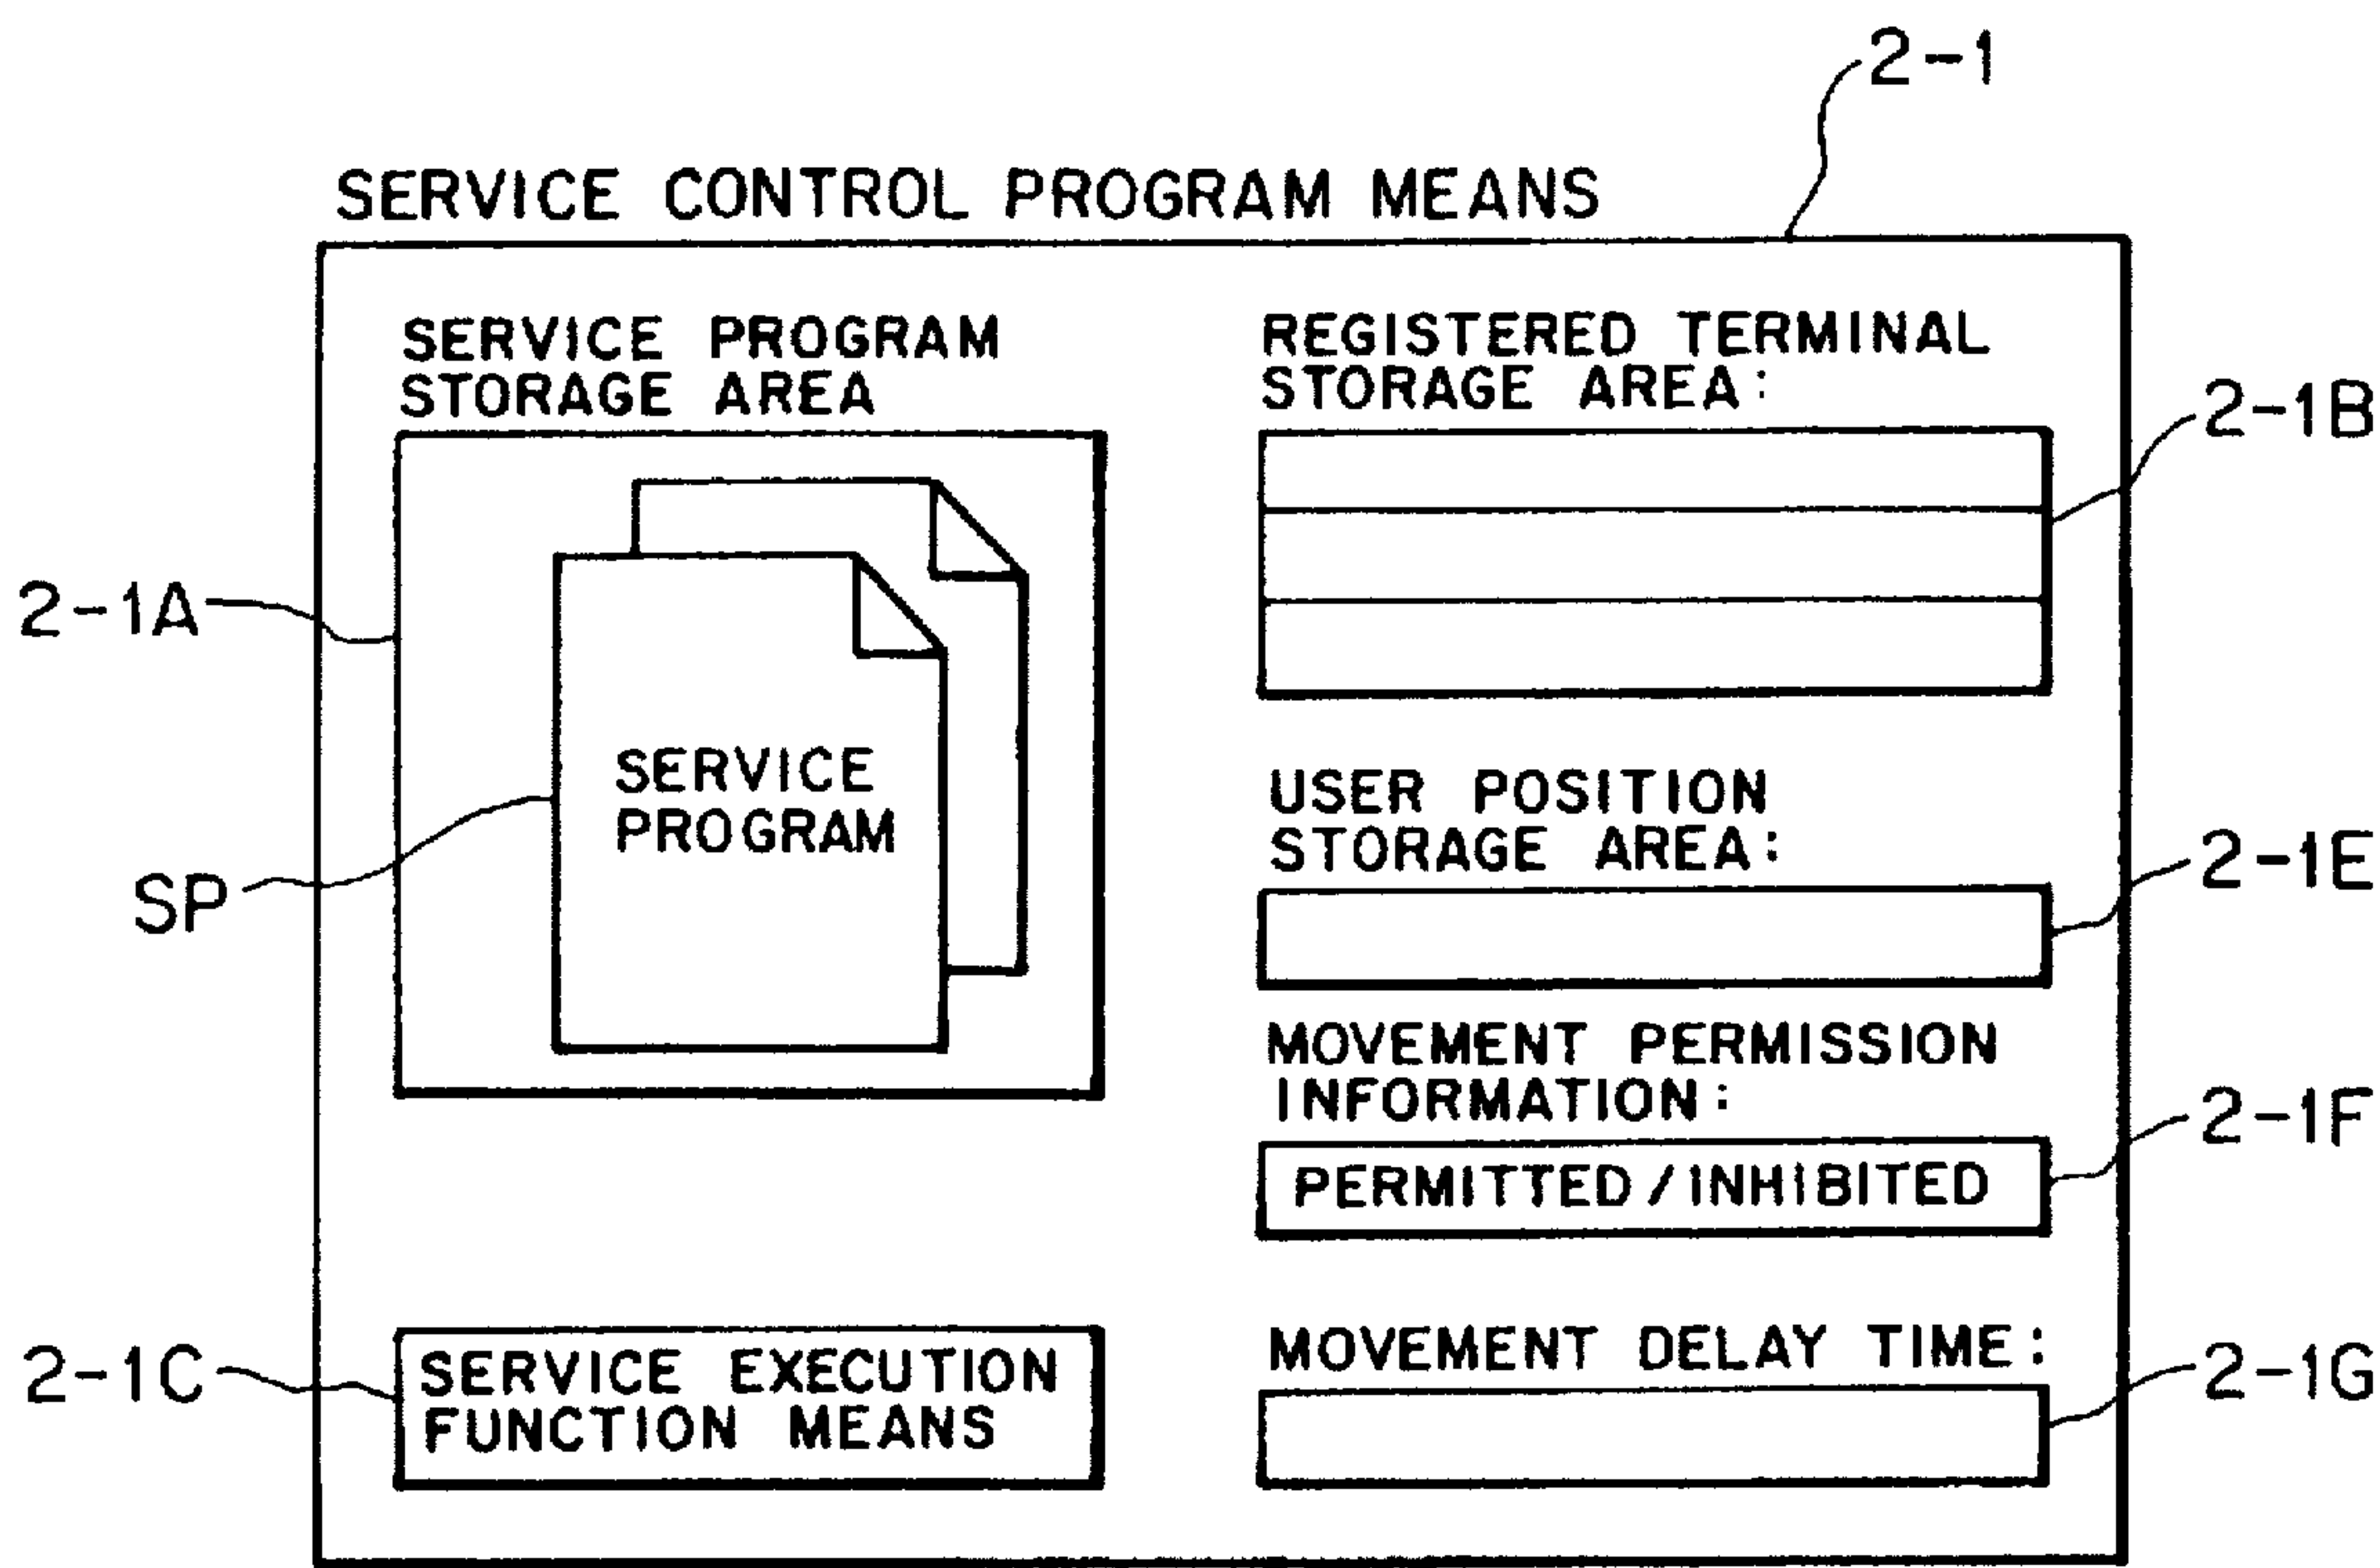 2-1
SERVICE CONTROL PROGRAM MEANS
SERVICE PROGRAM
STORAGE AREA
2-1A
SERVICE
PROGRAM
SP
2-1C
SERVICE EXECUTION
FUNCTION MEANS
REGISTERED TERMINAL
STORAGE AREA:
2-1B
USER POSITION
STORAGE AREA:
2-1E
MOVEMENT PERMISSION
INFORMATION:
2-1F
PERMITTED/INHIBITED
MOVEMENT DELAY TIME:
2-1G